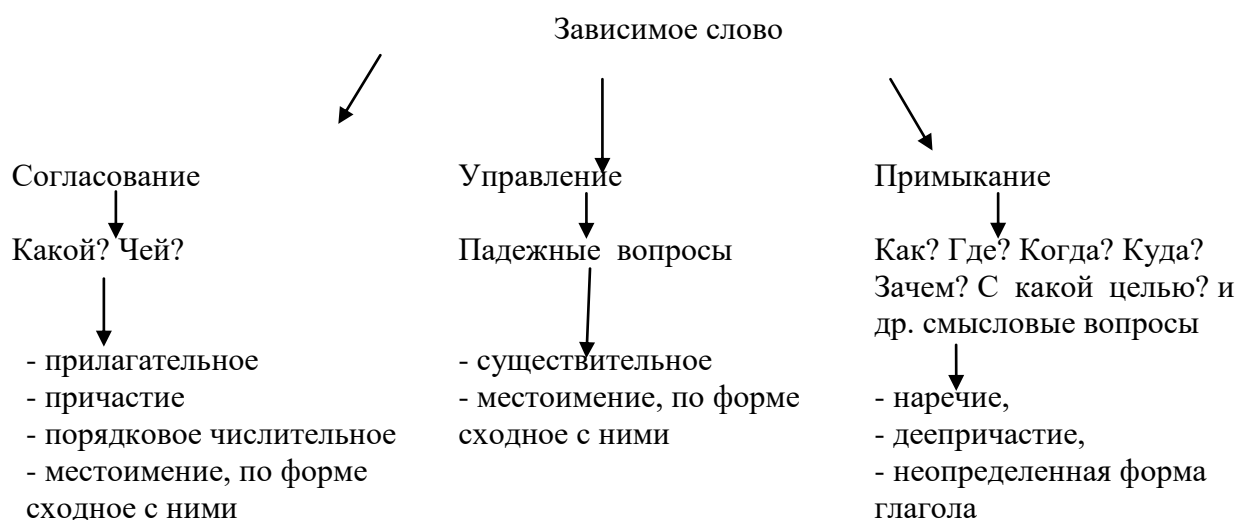 Зависимое слово
Согласование
Управление
Примыкание
Какой? Чей?
Падежные вопросы
Как? Где? Когда? Куда?
Зачем? С какой целью? и
др. смысловые вопросы
- прилагательное
- причастие
- порядковое числительное
- местоимение, по форме
сходное с ними
- существительное
- местоимение, по форме
сходное с ними
- наречие,
- деепричастие,
- неопределенная форма
глагола